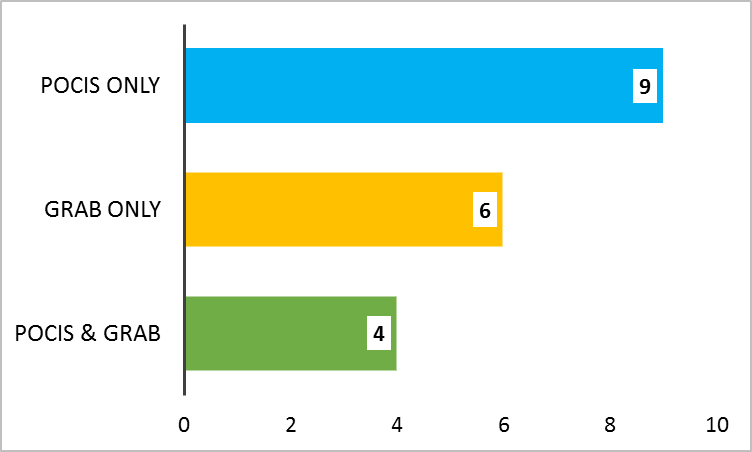 POCIS ONLY
9
GRAB ONLY
6
POCIS & GRAB
4
0 2 4 6 8 10